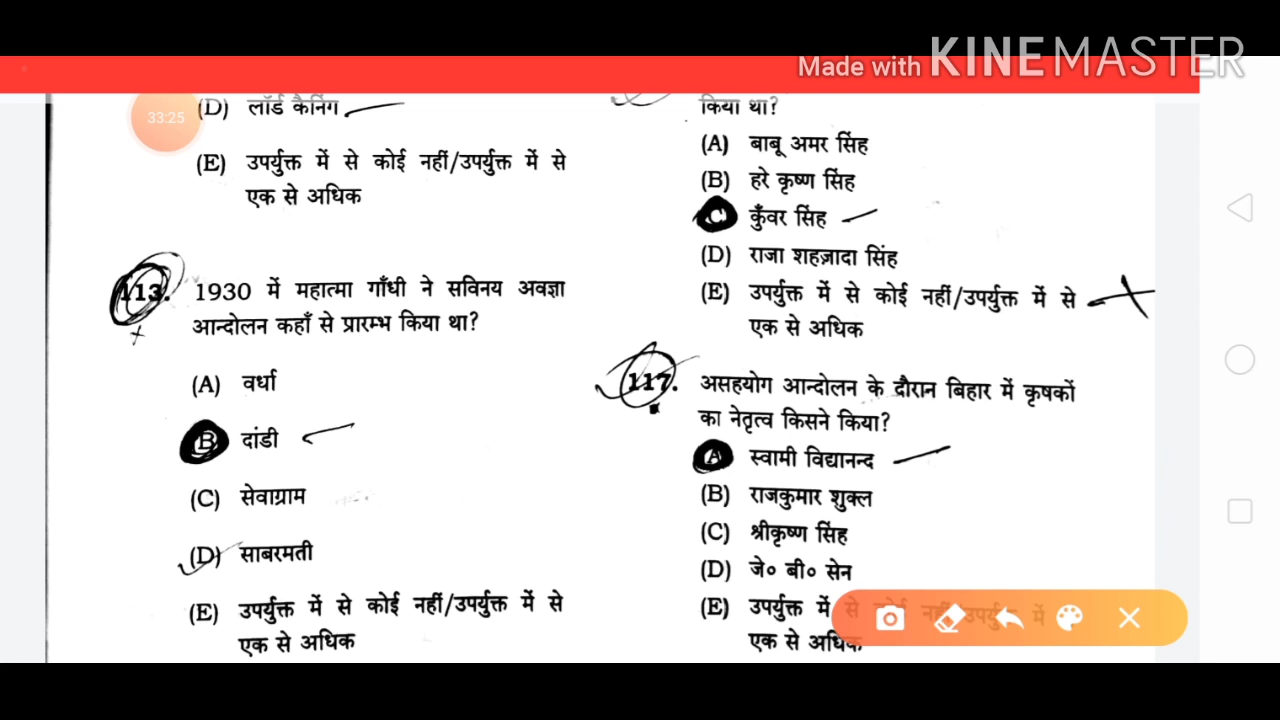 Made with KINEMASTER
33:25
(D) लॉर्ड कैनिंग
(E) उपर्युक्त में से कोई नहीं/उपर्युक्त में से
एक से अधिक
113. 1930 में महात्मा गाँधी ने सविनय अवज्ञा
आन्दोलन कहाँ से प्रारम्भ किया था?
(A) वर्धा
B दांडी
(C) सेवाग्राम
(D) साबरमती
(E) उपर्युक्त में से कोई नहीं/उपर्युक्त में से
एक से अधिक
किया था?
(A) बाबू अमर सिंह
(B) हरे कृष्ण सिंह
C कुँवर सिंह
(D) राजा शहज़ादा सिंह
(E) उपर्युक्त में से कोई नहीं/उपर्युक्त में से
एक से अधिक
117. असहयोग आन्दोलन के दौरान बिहार में कृषकों
का नेतृत्व किसने किया?
A स्वामी विद्यानन्द
(B) राजकुमार शुक्ल
(C) श्रीकृष्ण सिंह
(D) जे० बी० सेन
(E) उपर्युक्त में से कोई नहीं/उपर्युक्त में
एक से अधिक